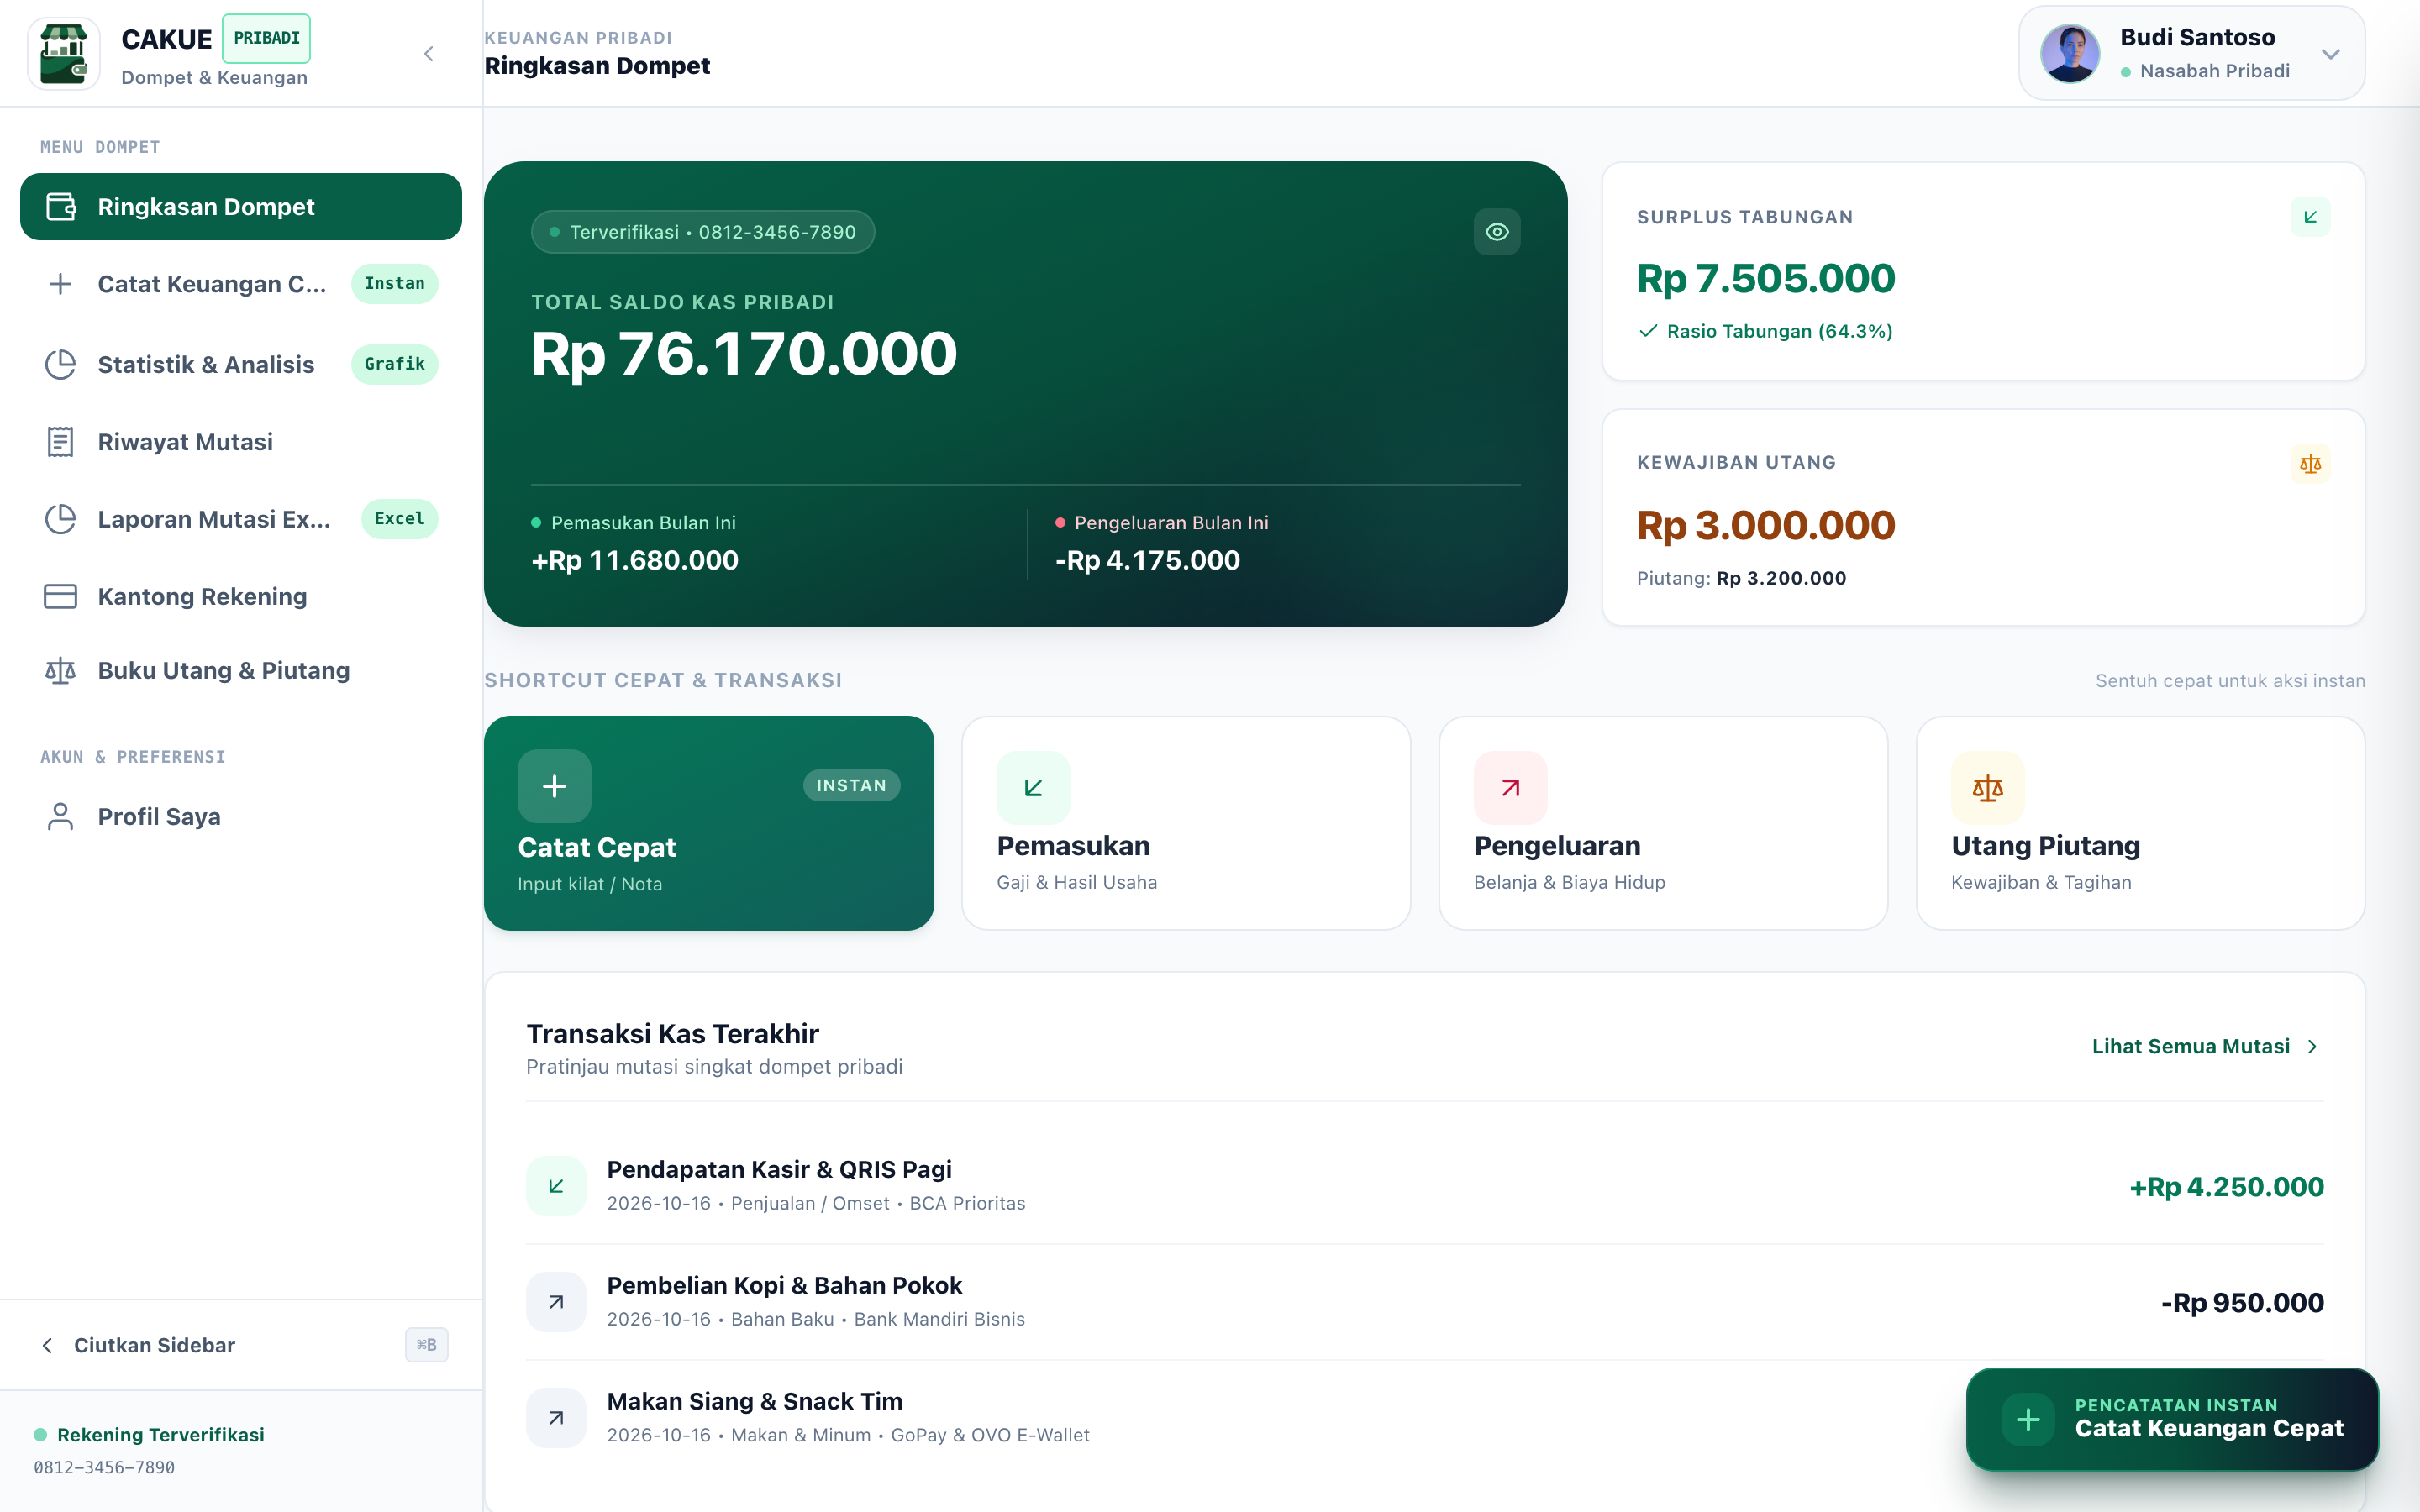 CAKUE PRIBADI
Dompet & Keuangan
MENU DOMPET
Ringkasan Dompet
Catat Keuangan C... Instan
Statistik & Analisis Grafik
Riwayat Mutasi
Laporan Mutasi Ex... Excel
Kantong Rekening
Buku Utang & Piutang
AKUN & PREFERENSI
Profil Saya
Ciutkan Sidebar ⌘B
Rekening Terverifikasi
0812-3456-7890
KEUANGAN PRIBADI
Ringkasan Dompet
Budi Santoso
Nasabah Pribadi
Terverifikasi • 0812-3456-7890
TOTAL SALDO KAS PRIBADI
Rp 76.170.000
Pemasukan Bulan Ini
+Rp 11.680.000
Pengeluaran Bulan Ini
-Rp 4.175.000
SURPLUS TABUNGAN
Rp 7.505.000
Rasio Tabungan (64.3%)
KEWAJIBAN UTANG
Rp 3.000.000
Piutang: Rp 3.200.000
SHORTCUT CEPAT & TRANSAKSI
Sentuh cepat untuk aksi instan
INSTAN
Catat Cepat
Input kilat / Nota
Pemasukan
Gaji & Hasil Usaha
Pengeluaran
Belanja & Biaya Hidup
Utang Piutang
Kewajiban & Tagihan
Transaksi Kas Terakhir
Pratinjau mutasi singkat dompet pribadi
Lihat Semua Mutasi
Pendapatan Kasir & QRIS Pagi
2026-10-16 • Penjualan / Omset • BCA Prioritas
+Rp 4.250.000
Pembelian Kopi & Bahan Pokok
2026-10-16 • Bahan Baku • Bank Mandiri Bisnis
-Rp 950.000
Makan Siang & Snack Tim
2026-10-16 • Makan & Minum • GoPay & OVO E-Wallet
PENCATATAN INSTAN
Catat Keuangan Cepat